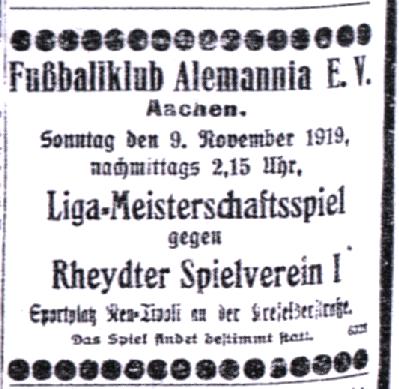 Fußballklub Alemannia E. V.
Aachen.
Sonntag den 9. November 1919,
nachmittags 2,15 Uhr,
Liga-Meisterschaftsspiel
gegen
Rheydter Spielverein I
Sportplatz Neu-Tivoli an der Krefelderstraße.
Das Spiel findet bestimmt statt.